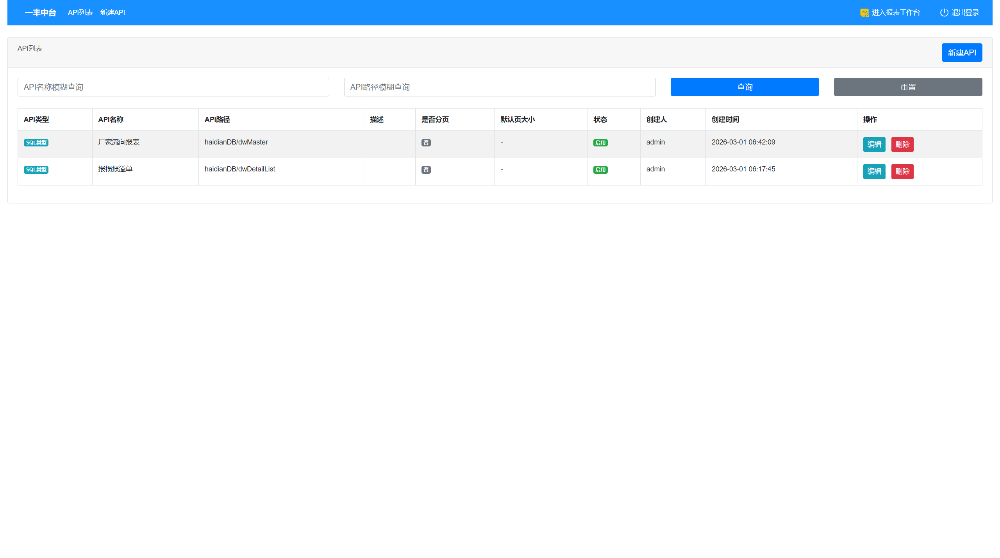 一丰中台 API列表 新建API 进入报表工作台 退出登录
API列表 新建API
API名称模糊查询 API路径模糊查询 查询 重置
API类型 API名称 API路径 描述 是否分页 默认页大小 状态 创建人 创建时间 操作
SQL类型 厂家流向报表 haidianDB/dwMaster 否 - 启用 admin 2026-03-01 06:42:09 编辑 删除
SQL类型 报损报溢单 haidianDB/dwDetailList 否 - 启用 admin 2026-03-01 06:17:45 编辑 删除